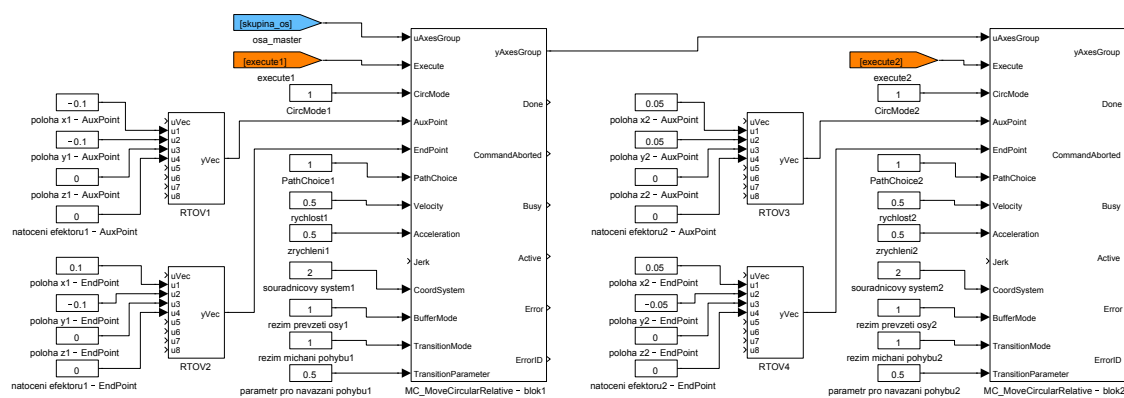 [skupina_os]
osa_master
[execute1]
execute1
1
CircMode1
-0.1
poloha x1 - AuxPoint
-0.1
poloha y1 - AuxPoint
0
poloha z1 - AuxPoint
0
natoceni efektoru1 - AuxPoint
uVec
u1
u2
u3
u4
u5
u6
u7
u8
yVec
RTOV1
0.1
poloha x1 - EndPoint
-0.1
poloha y1 - EndPoint
0
poloha z1 - EndPoint
0
natoceni efektoru1 - EndPoint
uVec
u1
u2
u3
u4
u5
u6
u7
u8
yVec
RTOV2
1
PathChoice1
0.5
rychlost1
0.5
zrychleni1
2
souradnicovy system1
1
rezim prevzeti osy1
1
rezim michani pohybu1
0.5
parametr pro navazani pohybu1
uAxesGroup
Execute
CircMode
AuxPoint
EndPoint
PathChoice
Velocity
Acceleration
Jerk
CoordSystem
BufferMode
TransitionMode
TransitionParameter
yAxesGroup
Done
CommandAborted
Busy
Active
Error
ErrorID
MC_MoveCircularRelative - blok1
[execute2]
execute2
1
CircMode2
0.05
poloha x2 - AuxPoint
0.05
poloha y2 - AuxPoint
0
poloha z2 - AuxPoint
0
natoceni efektoru2 - AuxPoint
uVec
u1
u2
u3
u4
u5
u6
u7
u8
yVec
RTOV3
0.05
poloha x2 - EndPoint
-0.05
poloha y2 - EndPoint
0
poloha z2 - EndPoint
0
natoceni efektoru2 - EndPoint
uVec
u1
u2
u3
u4
u5
u6
u7
u8
yVec
RTOV4
1
PathChoice2
0.5
rychlost2
0.5
zrychleni2
2
souradnicovy system2
1
rezim prevzeti osy2
1
rezim michani pohybu2
0.5
parametr pro navazani pohybu2
uAxesGroup
Execute
CircMode
AuxPoint
EndPoint
PathChoice
Velocity
Acceleration
Jerk
CoordSystem
BufferMode
TransitionMode
TransitionParameter
yAxesGroup
Done
CommandAborted
Busy
Active
Error
ErrorID
MC_MoveCircularRelative - blok2